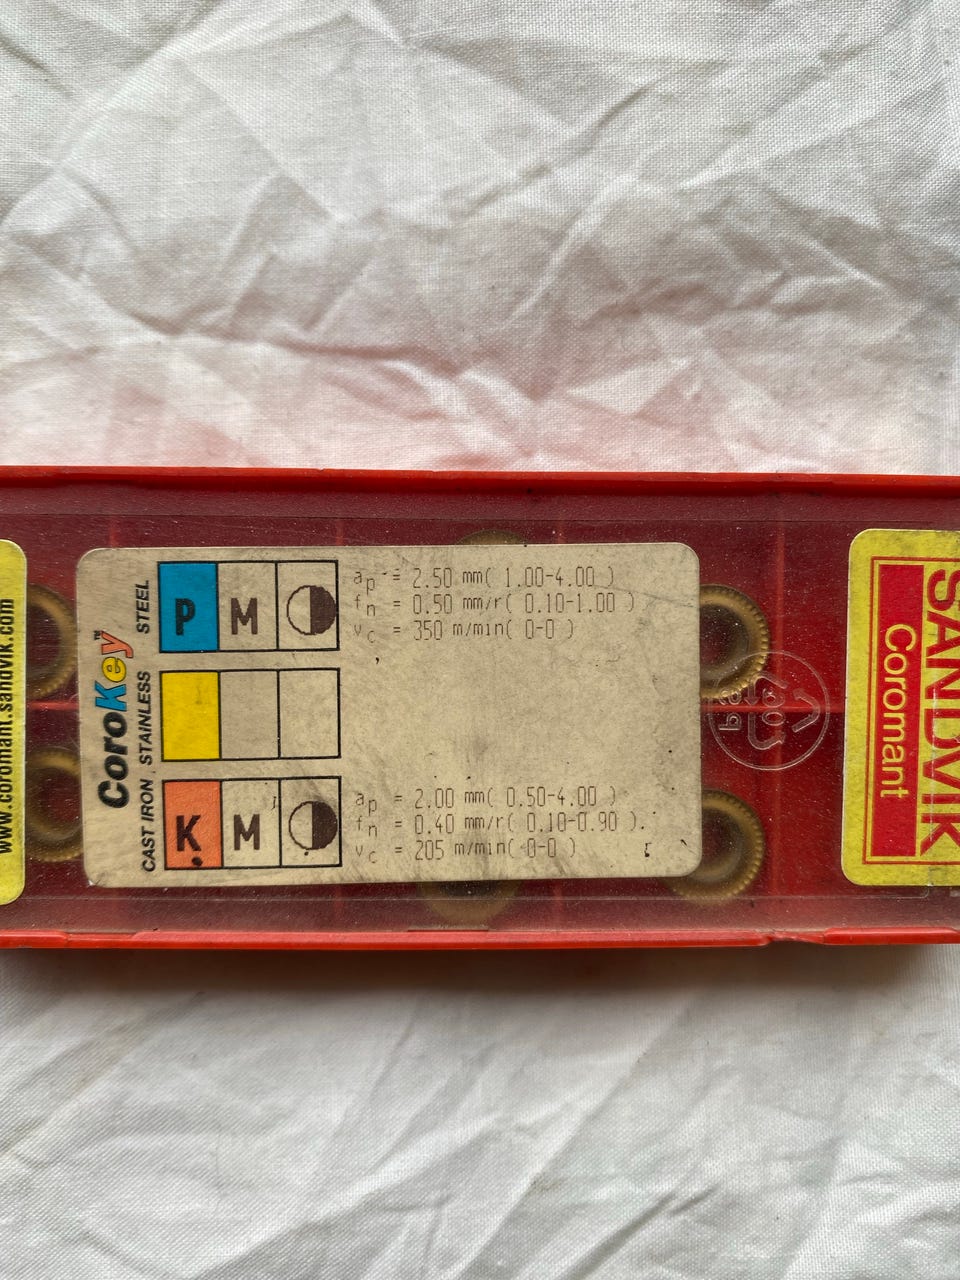 www.coromant.sandvik.com
CoroKey™
STEEL
P M
ap = 2.50 mm( 1.00-4.00 )
fn = 0.50 mm/r( 0.10-1.00 )
vc = 350 m/min( 0-0 )
STAINLESS
CAST IRON
K M
ap = 2.00 mm( 0.50-4.00 )
fn = 0.40 mm/r( 0.10-0.90 )
vc = 205 m/min( 0-0 )
SANDVIK
Coromant